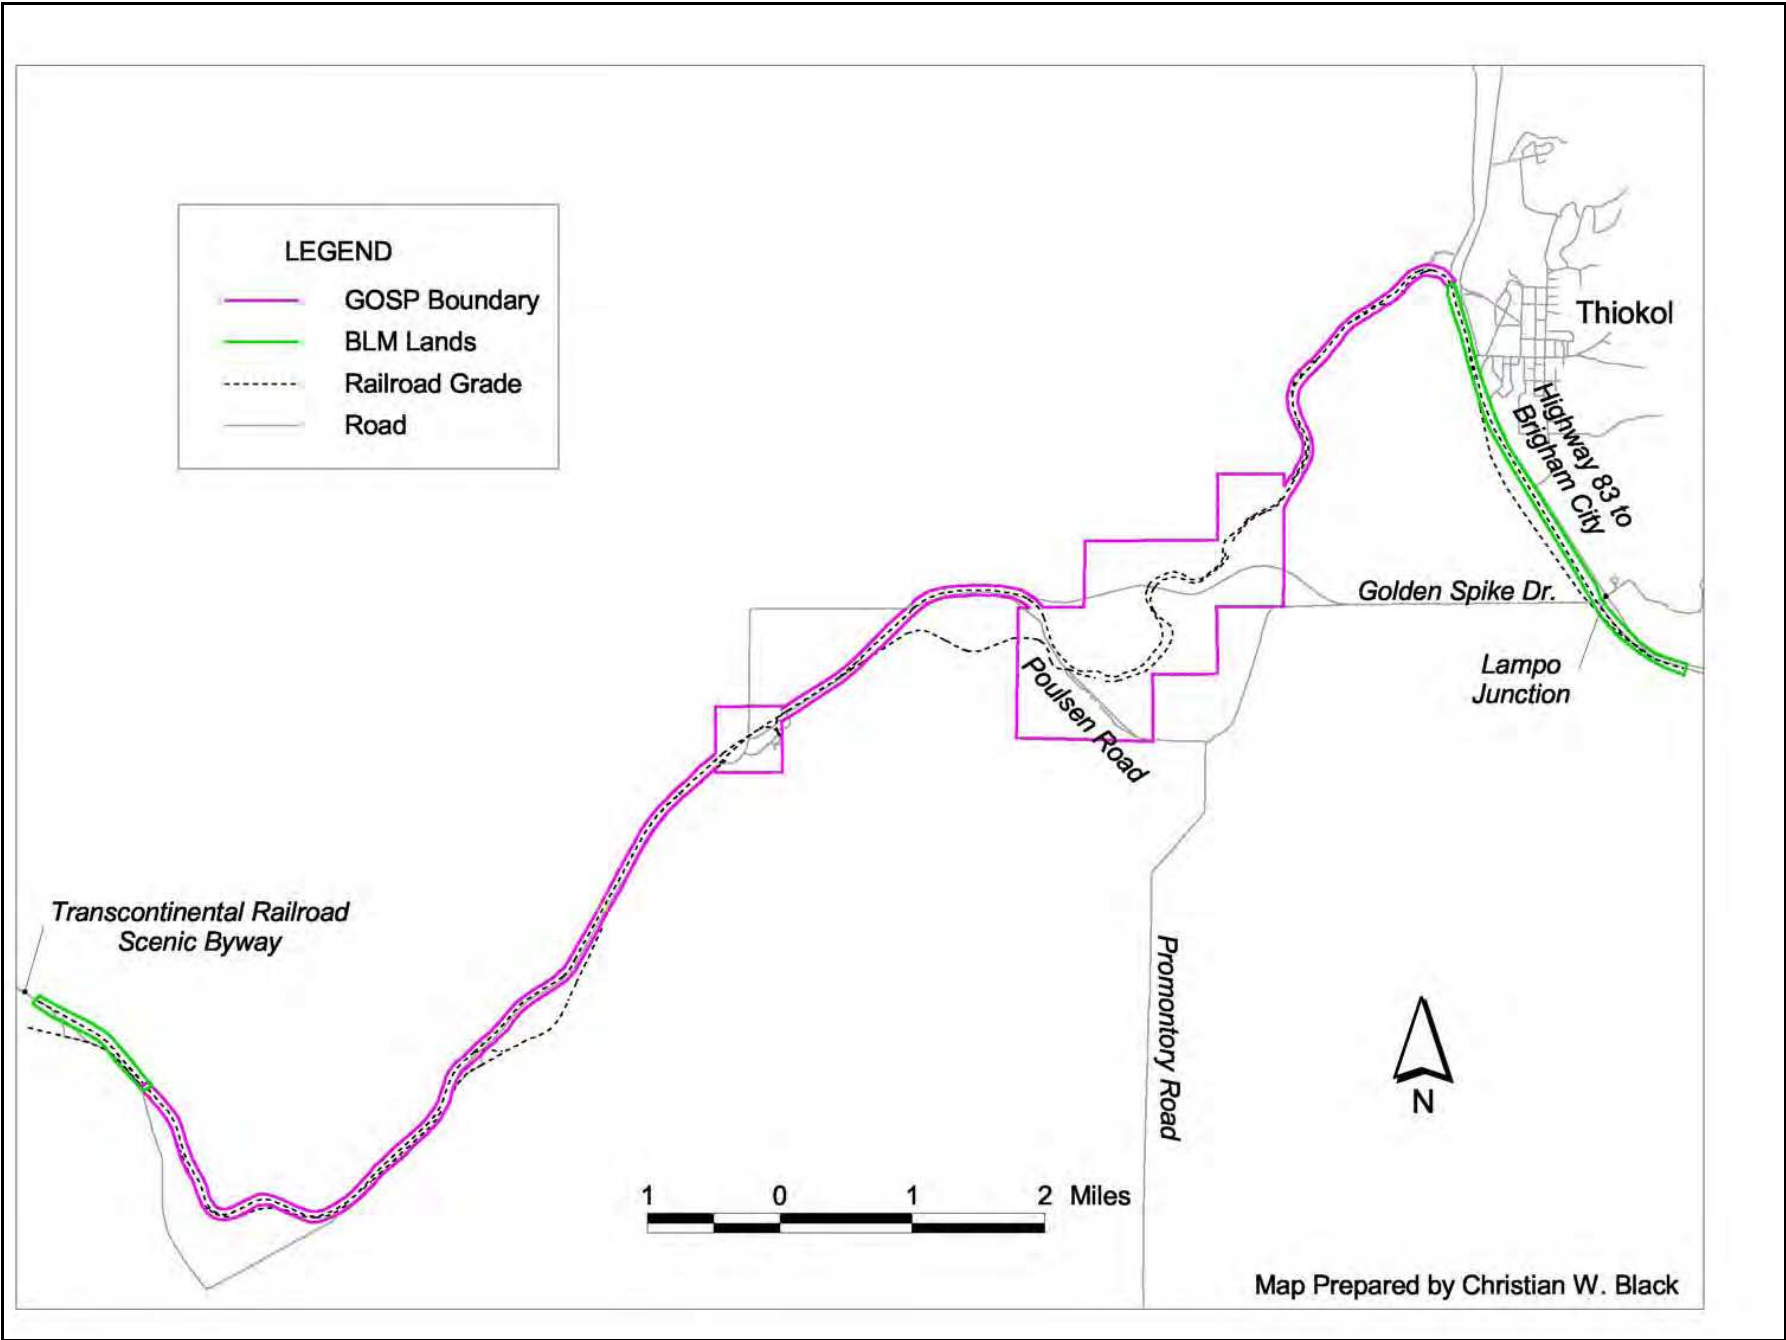 LEGEND
GOSP Boundary
BLM Lands
Railroad Grade
Road
Thiokol
Highway 83 to
Brigham City
Golden Spike Dr.
Lampo
Junction
Poulsen Road
Transcontinental Railroad
Scenic Byway
Promontory Road
N
1 0 1 2 Miles
Map Prepared by Christian W. Black